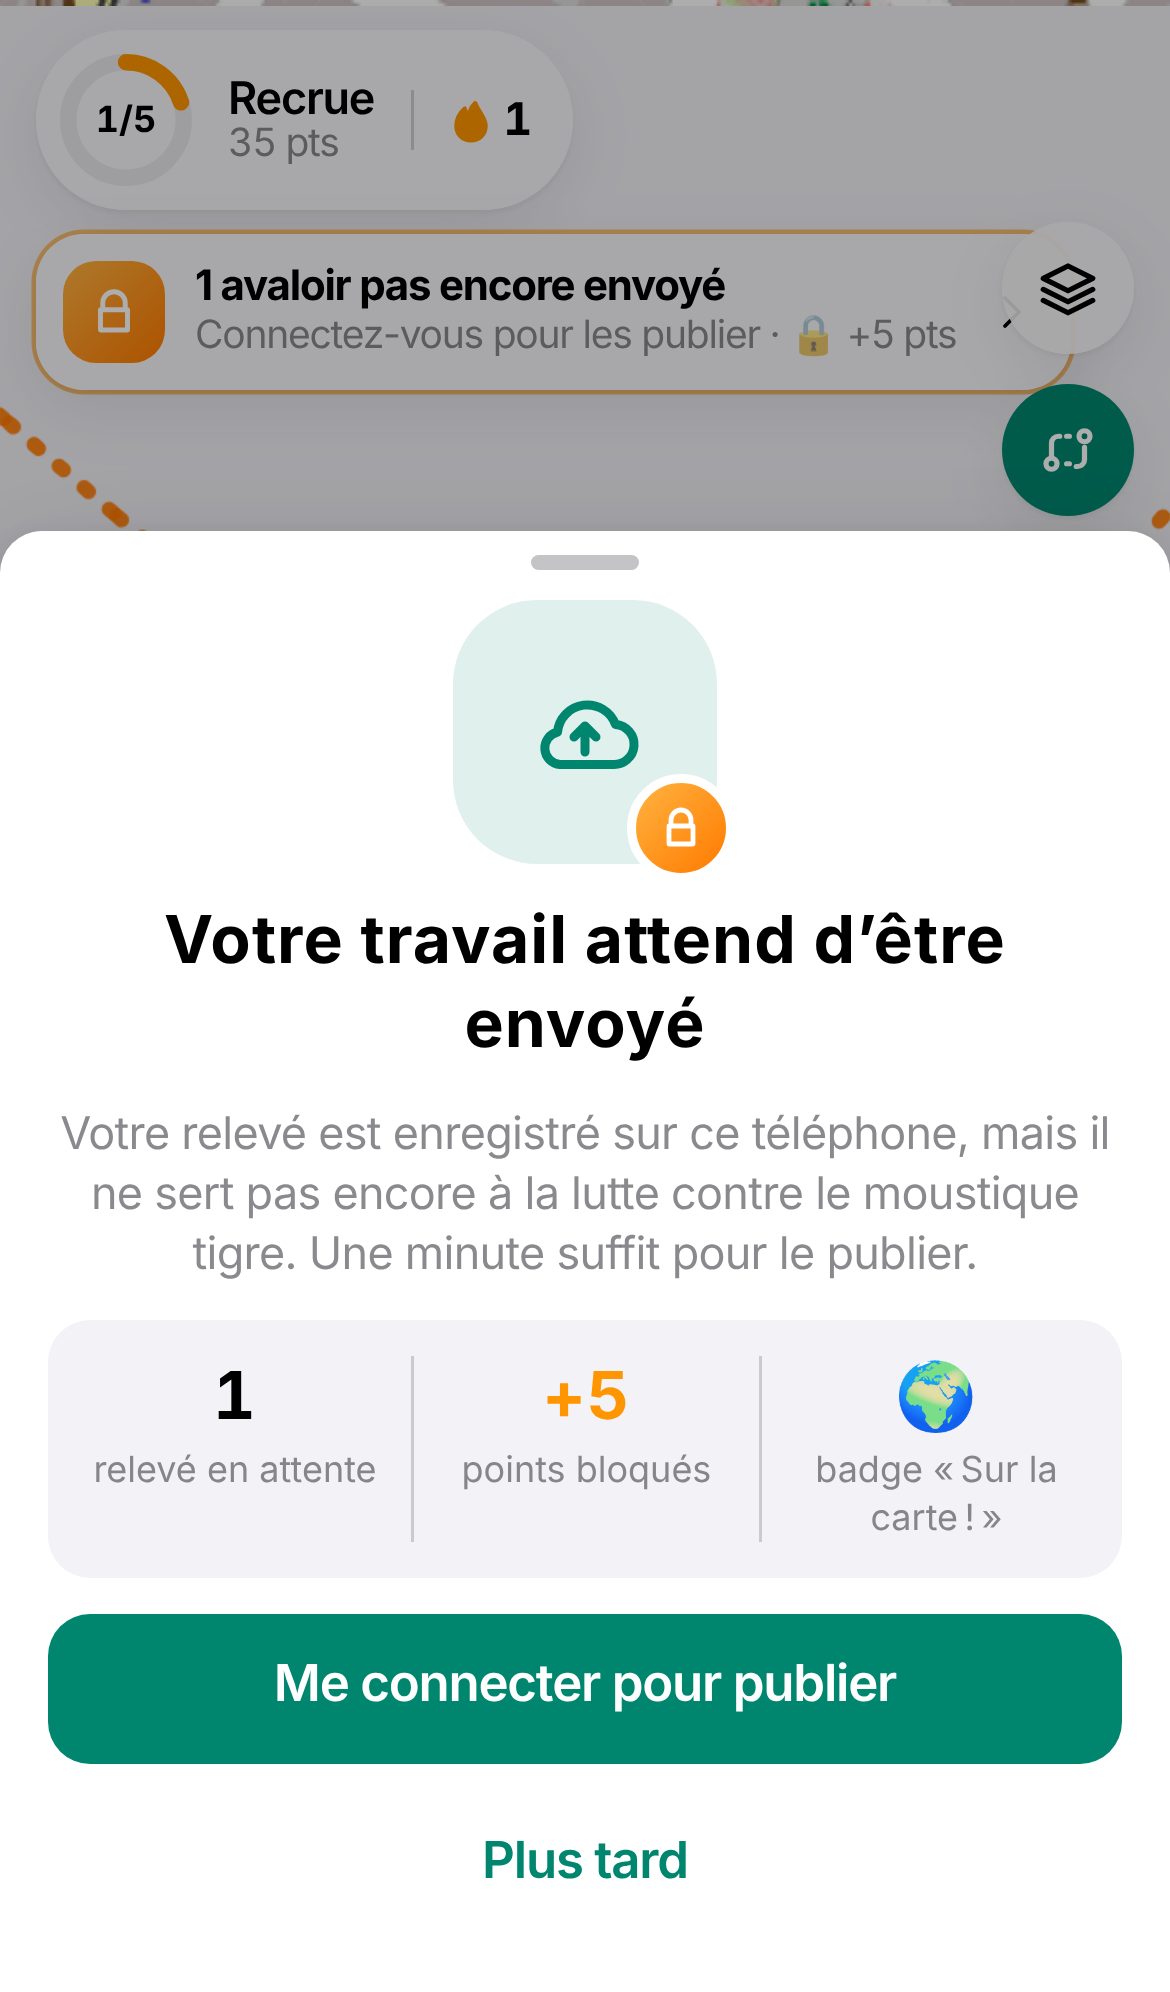 1/5
Recrue
35 pts
1
1 avaloir pas encore envoyé
Connectez-vous pour les publier · 🔒 +5 pts
Votre travail attend d’être
envoyé
Votre relevé est enregistré sur ce téléphone, mais il
ne sert pas encore à la lutte contre le moustique
tigre. Une minute suffit pour le publier.
1
relevé en attente
+5
points bloqués
badge « Sur la
carte ! »
Me connecter pour publier
Plus tard